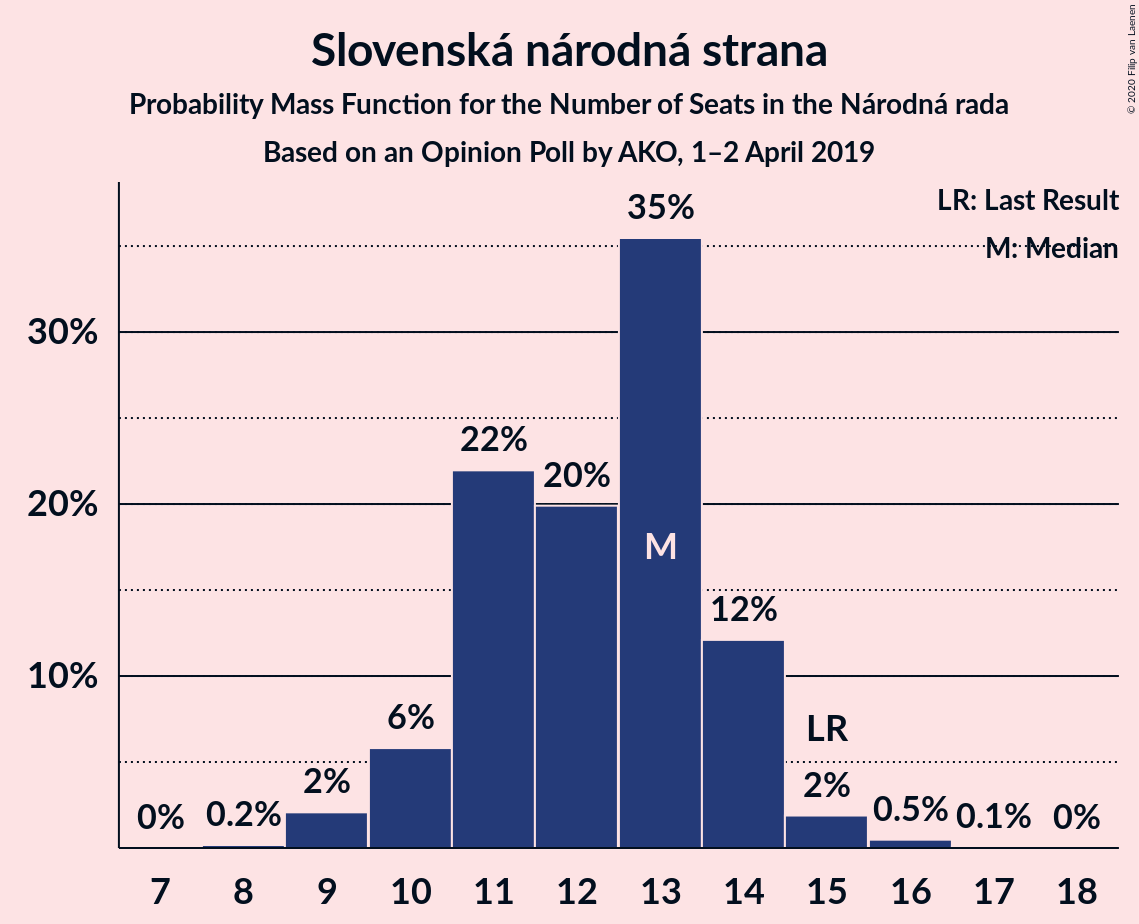 Slovenská národná strana
Probability Mass Function for the Number of Seats in the Národná rada
Based on an Opinion Poll by AKO, 1–2 April 2019
© 2020 Filip van Laenen
LR: Last Result
M: Median
30%
20%
10%
0%
0.2%
2%
6%
22%
20%
35%
M
12%
LR
2%
0.5%
0.1%
0%
7 8 9 10 11 12 13 14 15 16 17 18